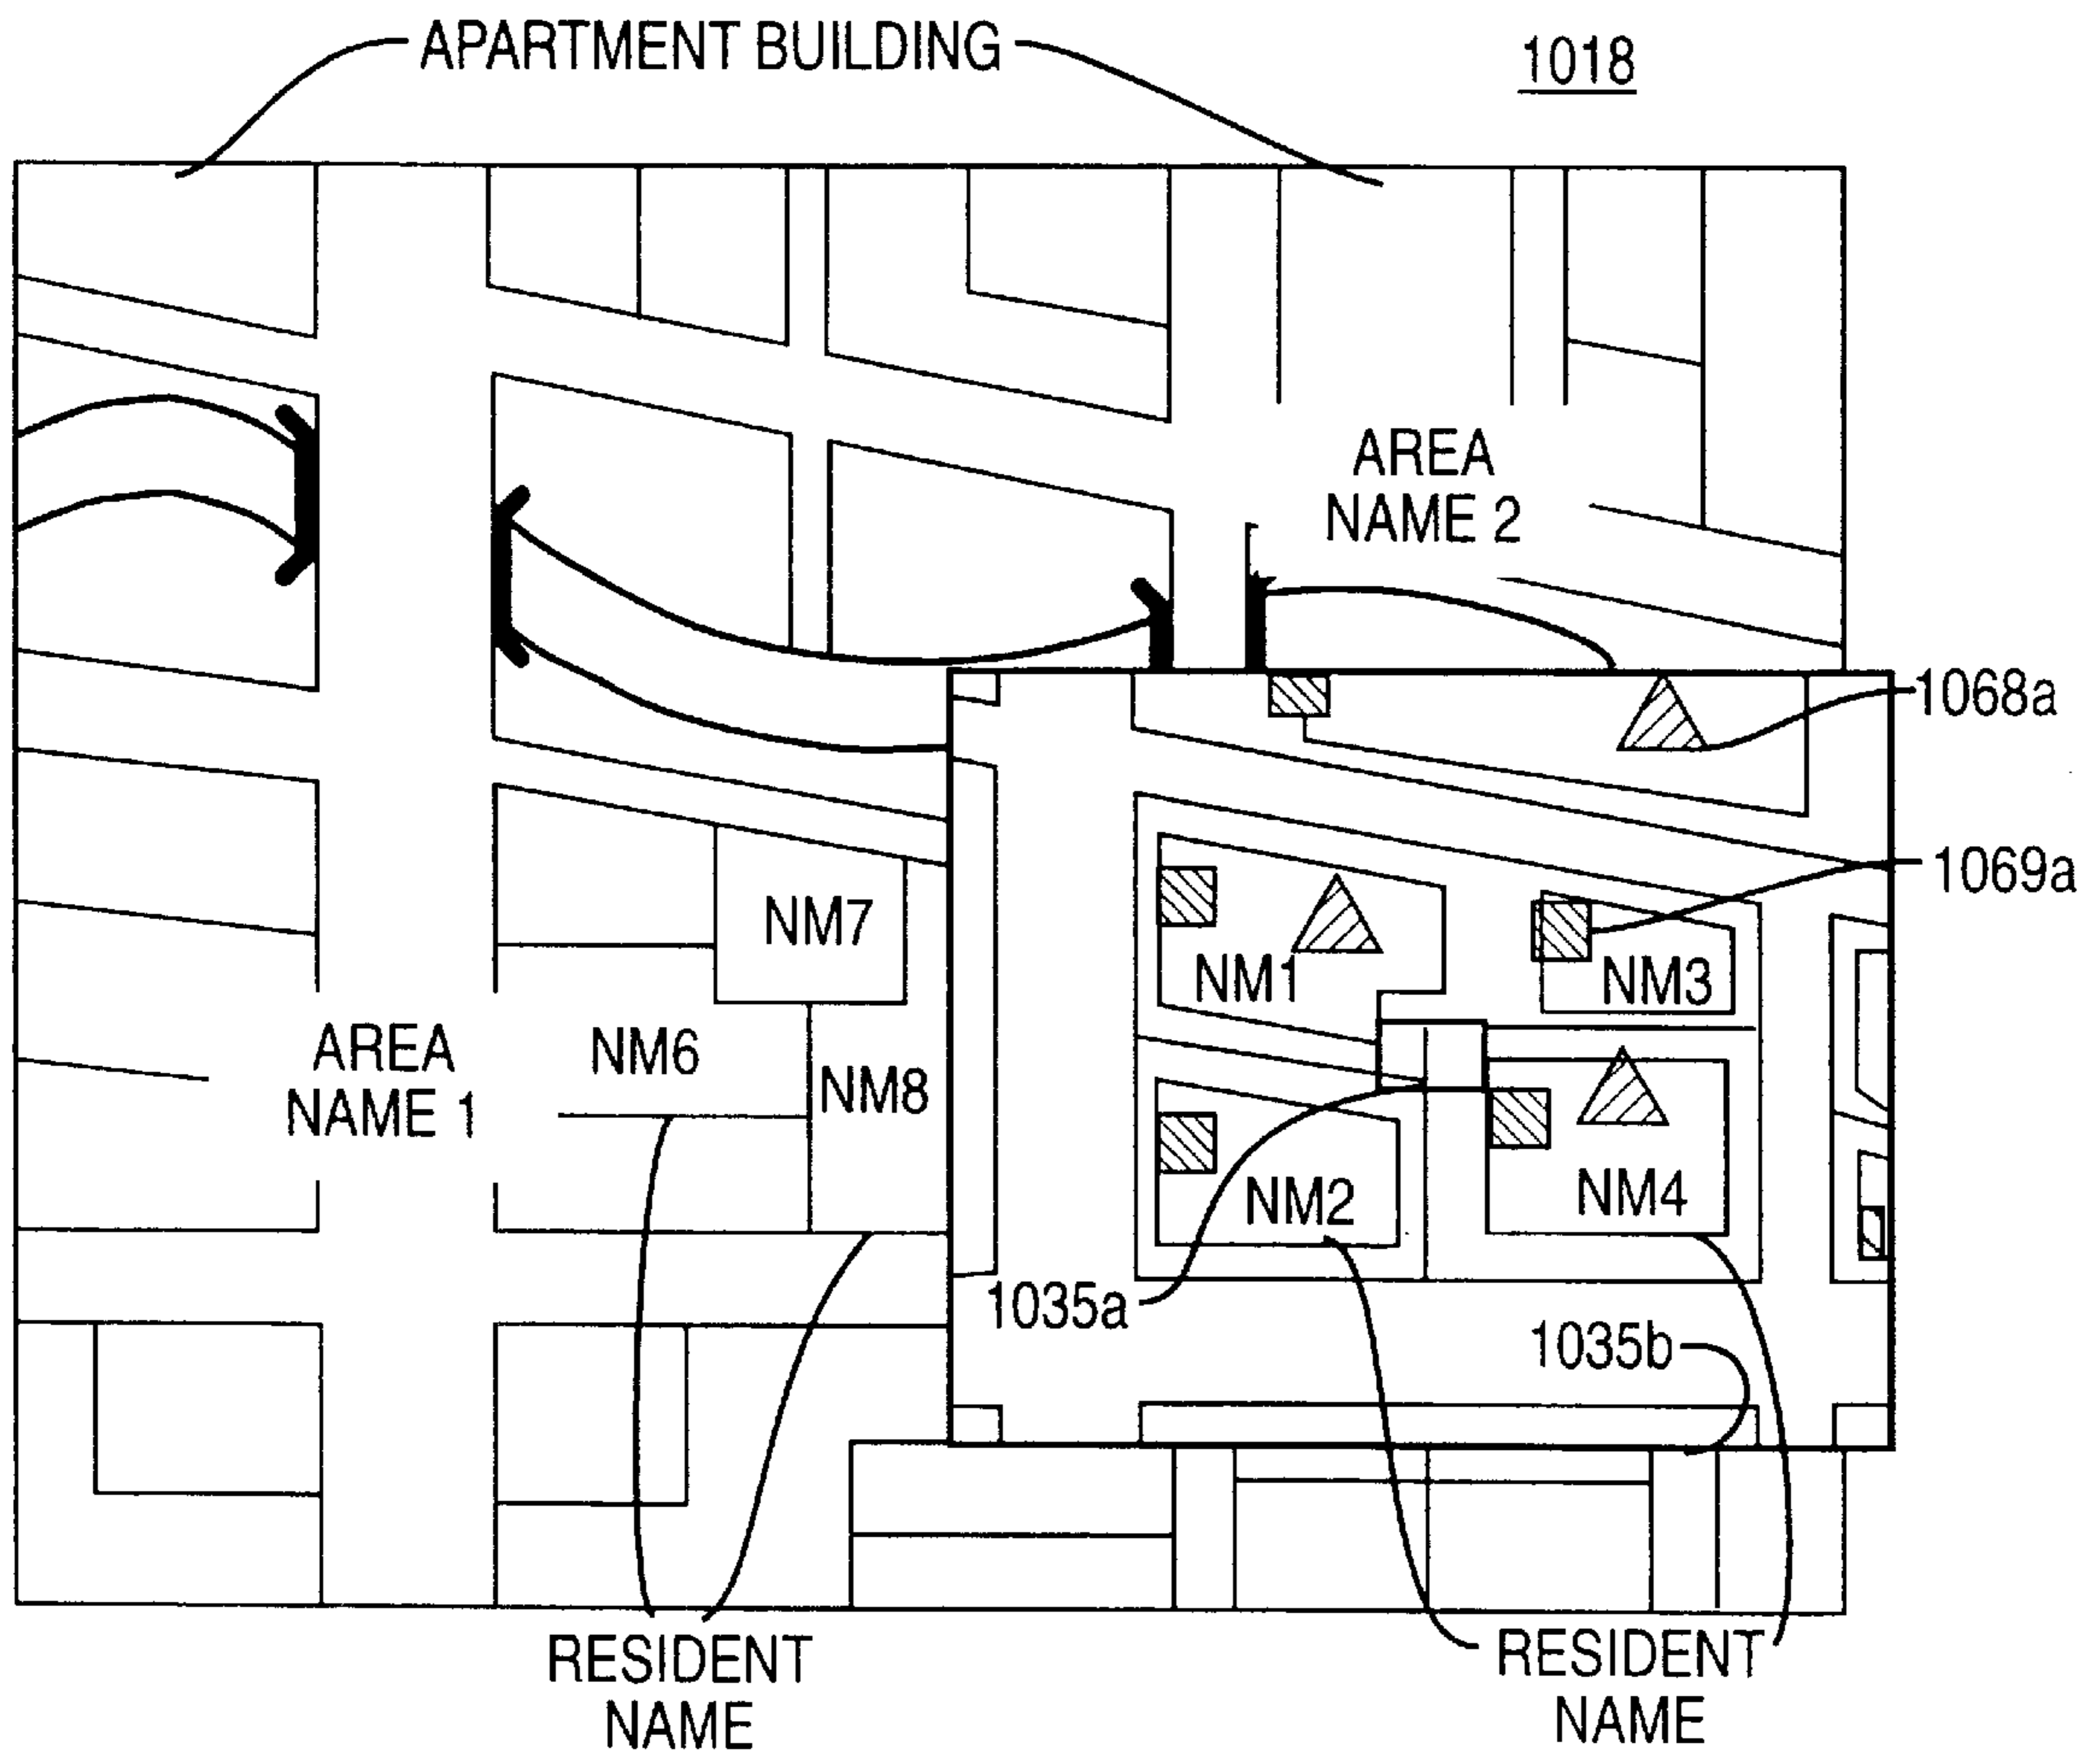 APARTMENT BUILDING
1018
AREA
NAME 2
1068a
1069a
NM7
NM1
NM3
AREA
NAME 1
NM6
NM8
NM2
NM4
1035a
1035b
RESIDENT
NAME
RESIDENT
NAME